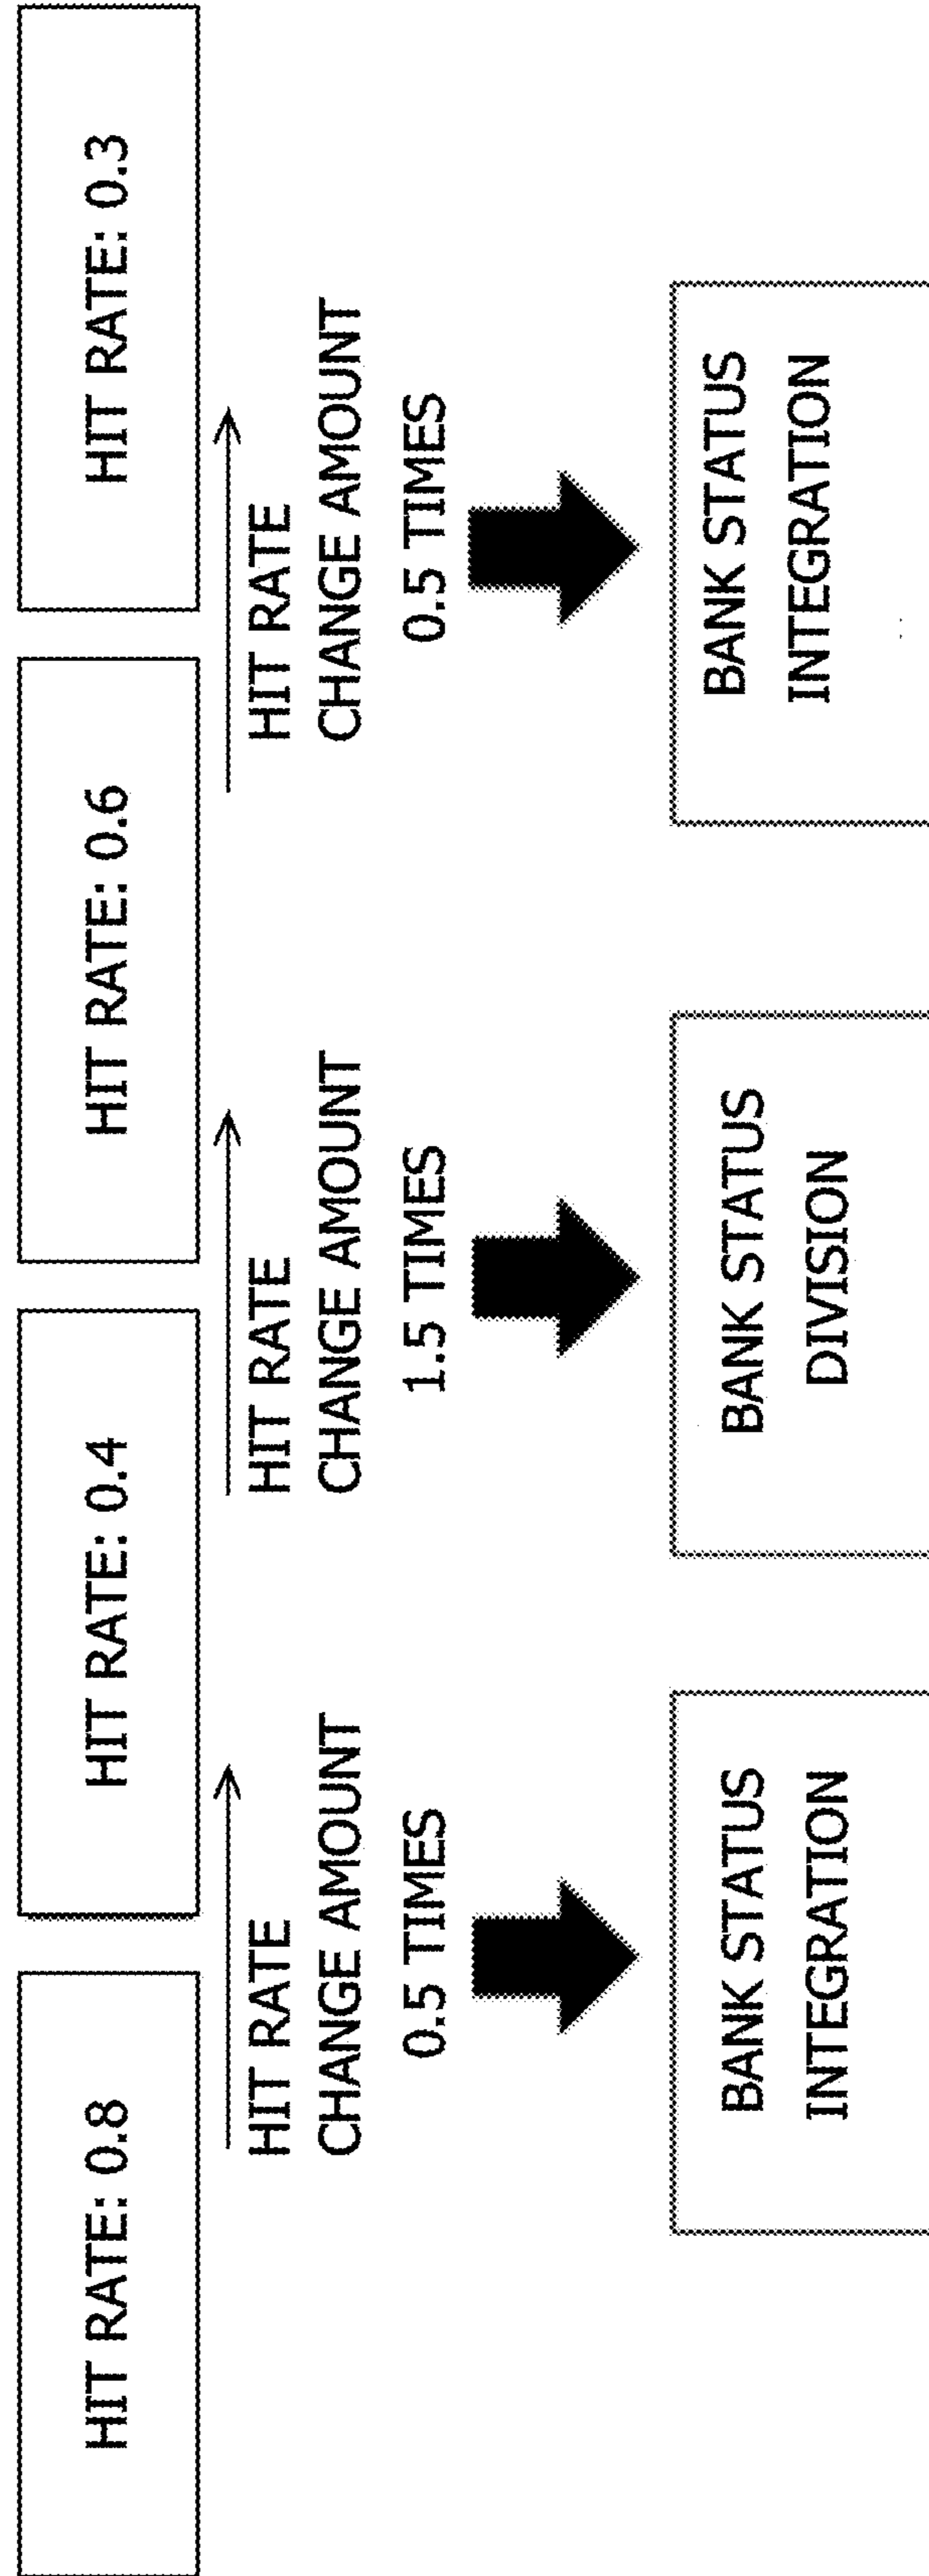 HIT RATE: 0.8
HIT RATE: 0.4
HIT RATE: 0.6
HIT RATE: 0.3
HIT RATE
CHANGE AMOUNT
0.5 TIMES
HIT RATE
CHANGE AMOUNT
1.5 TIMES
HIT RATE
CHANGE AMOUNT
0.5 TIMES
BANK STATUS
INTEGRATION
BANK STATUS
DIVISION
BANK STATUS
INTEGRATION